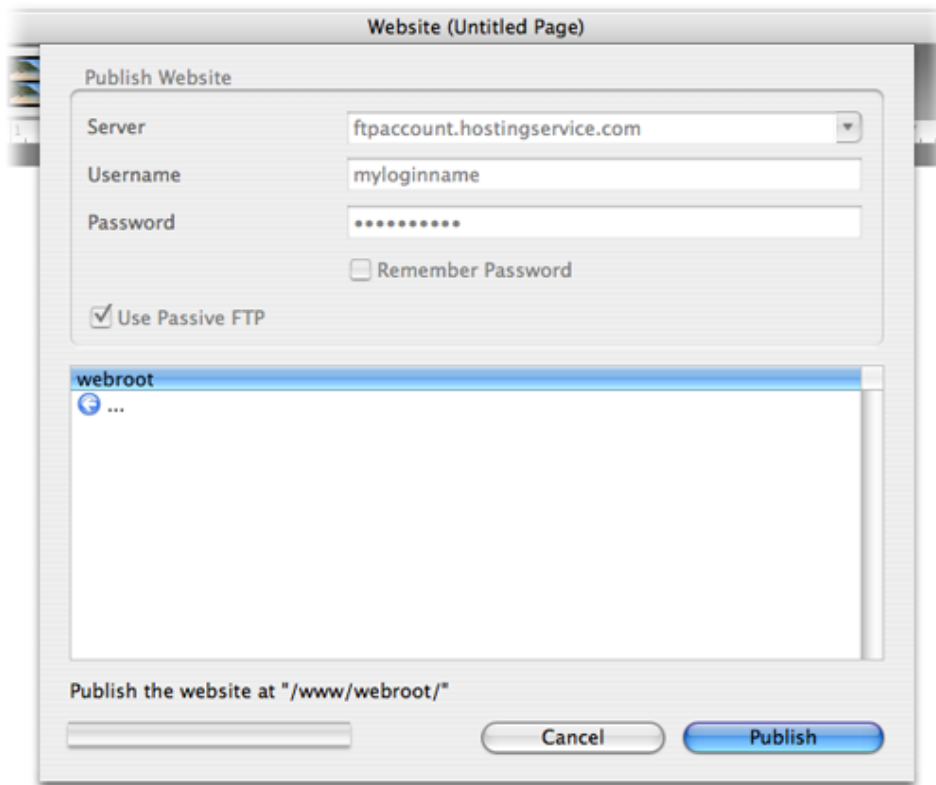 Website (Untitled Page)
Publish Website
Server ftpaccount.hostingservice.com
Username myloginname
Password ••••••••••
Remember Password
Use Passive FTP
webroot
...
Publish the website at "/www/webroot/"
Cancel Publish